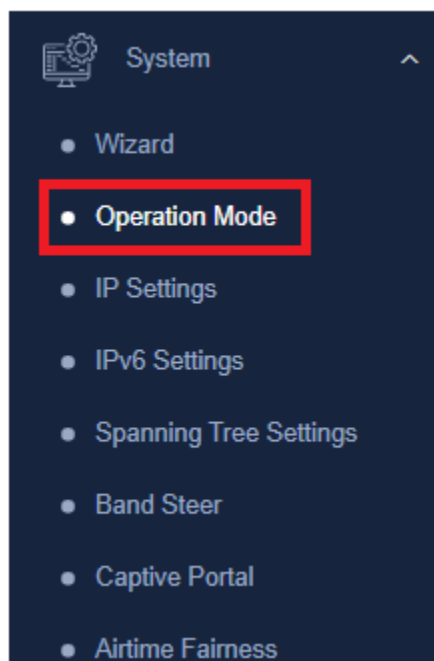 System
Wizard
Operation Mode
IP Settings
IPv6 Settings
Spanning Tree Settings
Band Steer
Captive Portal
Airtime Fairness